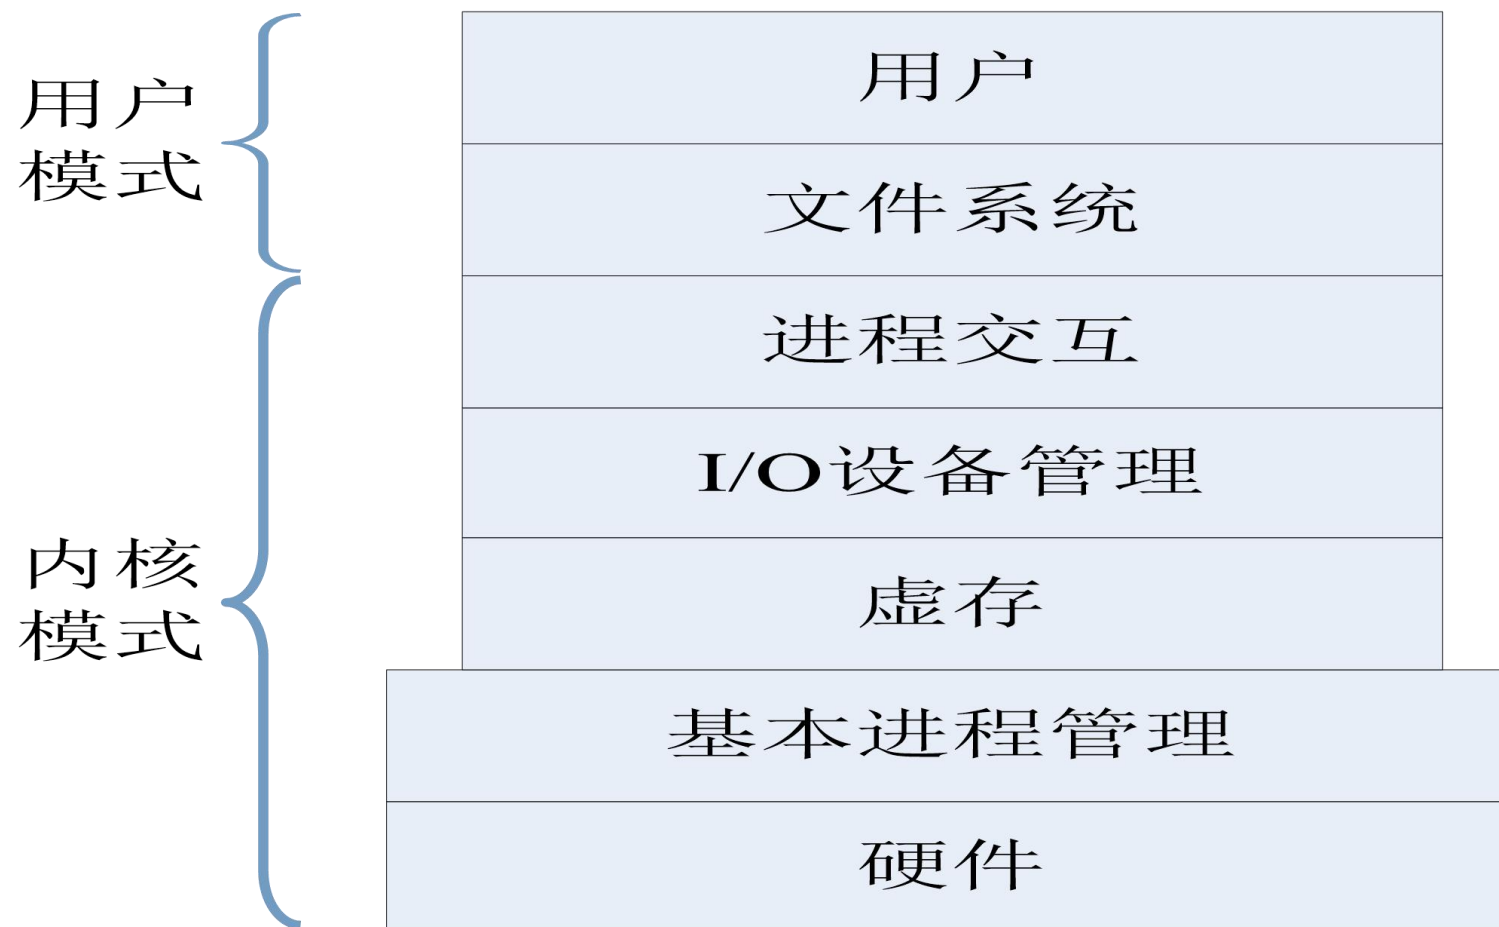 用户
模式
用户
文件系统
进程交互
I/O设备管理
内核
模式
虚存
基本进程管理
硬件